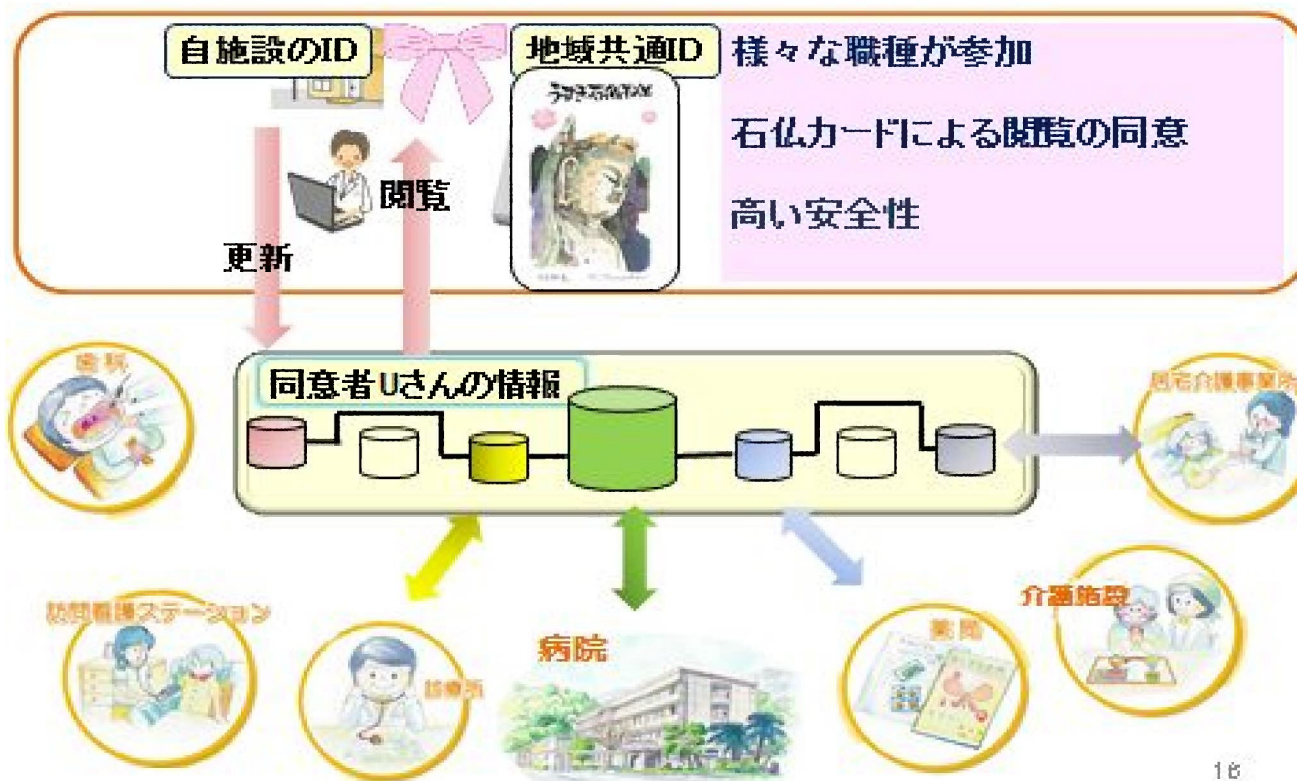 自施設のID
地域共通ID
様々な職種が参加
石仏カードによる閲覧の同意
高い安全性
閲覧
更新
歯科
同意者Uさんの情報
居宅介護事業所
訪問看護ステーション
診療所
病院
薬局
介護施設
16